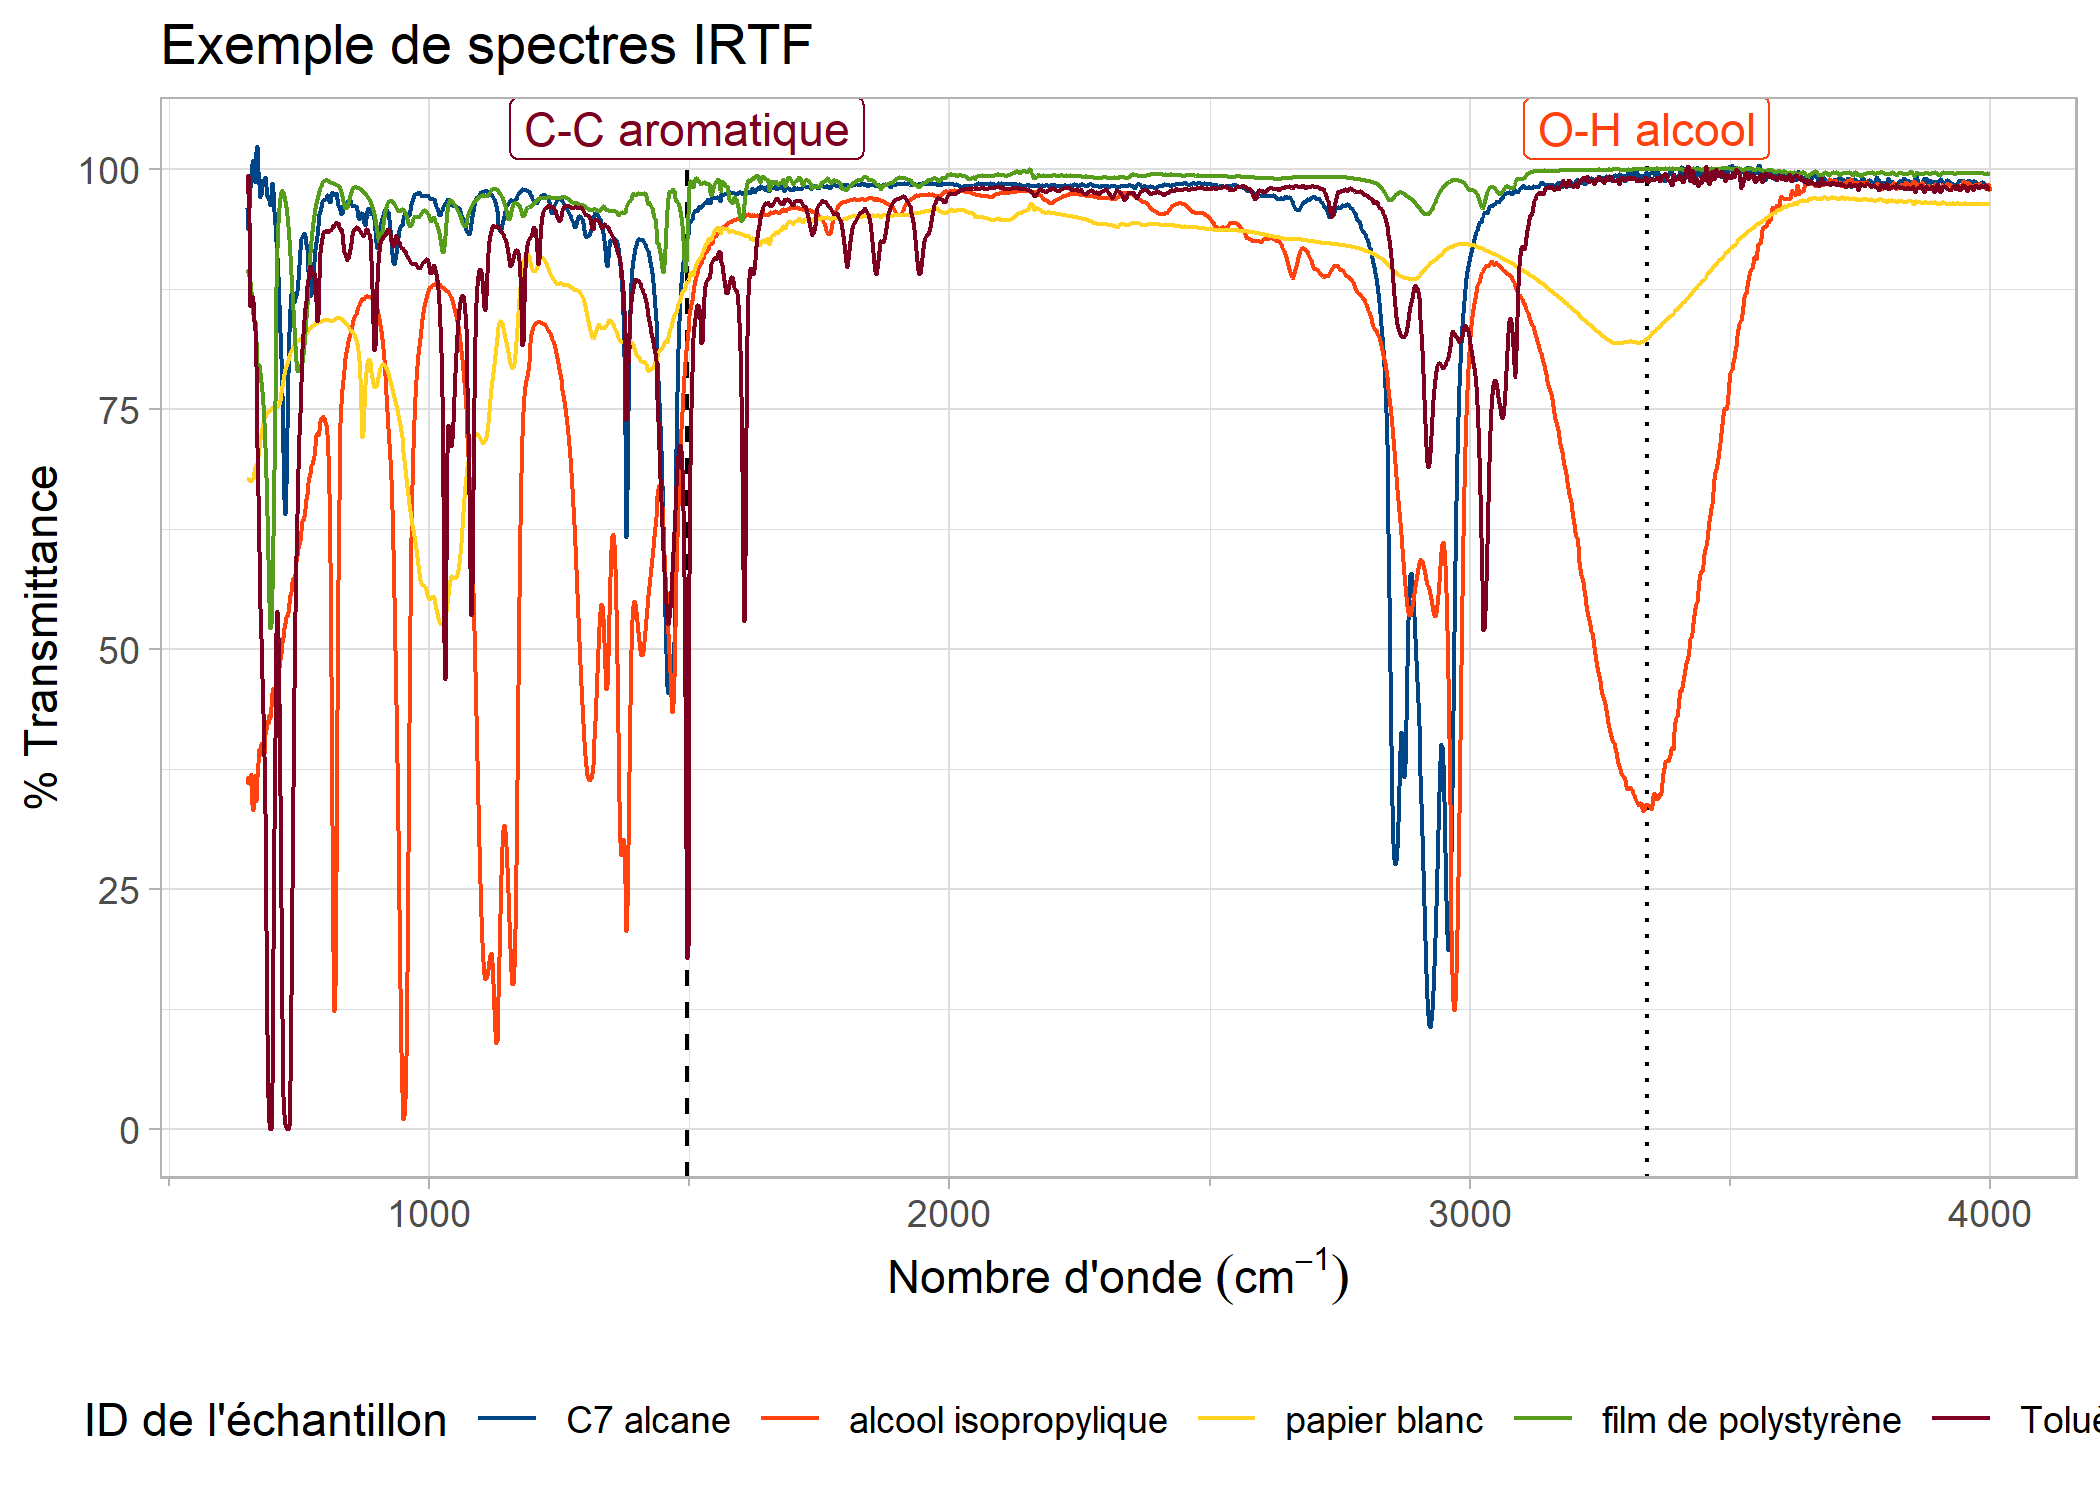 Exemple de spectres IRTF
C-C aromatique
O-H alcool
% Transmittance
100
75
50
25
0
1000 2000 3000 4000
Nombre d'onde (cm⁻¹)
ID de l'échantillon C7 alcane alcool isopropylique papier blanc film de polystyrène